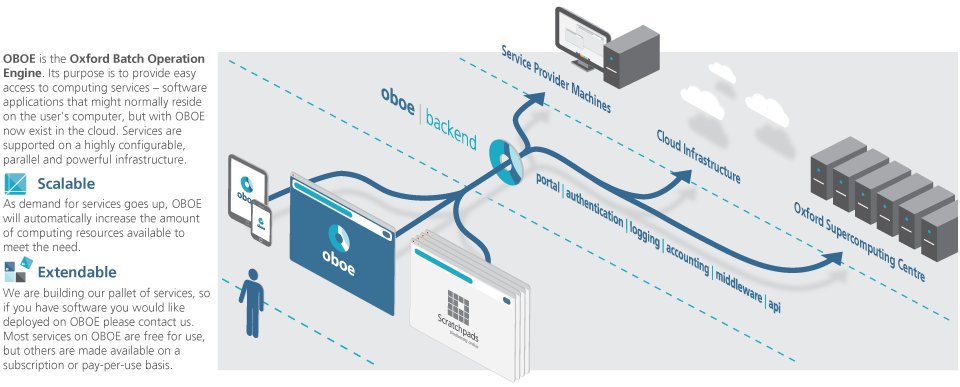 OBOE is the Oxford Batch Operation
Engine. Its purpose is to provide easy
access to computing services – software
applications that might normally reside
on the user's computer, but with OBOE
now exist in the cloud. Services are
supported on a highly configurable,
parallel and powerful infrastructure.
Scalable
As demand for services goes up, OBOE
will automatically increase the amount
of computing resources available to
meet the need.
Extendable
We are building our pallet of services, so
if you have software you would like
deployed on OBOE please contact us.
Most services on OBOE are free for use,
but others are made available on a
subscription or pay-per-use basis.
Service Provider Machines
oboe | backend
Cloud Infrastructure
Oxford Supercomputing Centre
portal | authentication | logging | accounting | middleware | api
oboe
oboe
oboe
Scratchpads
biodiversity online